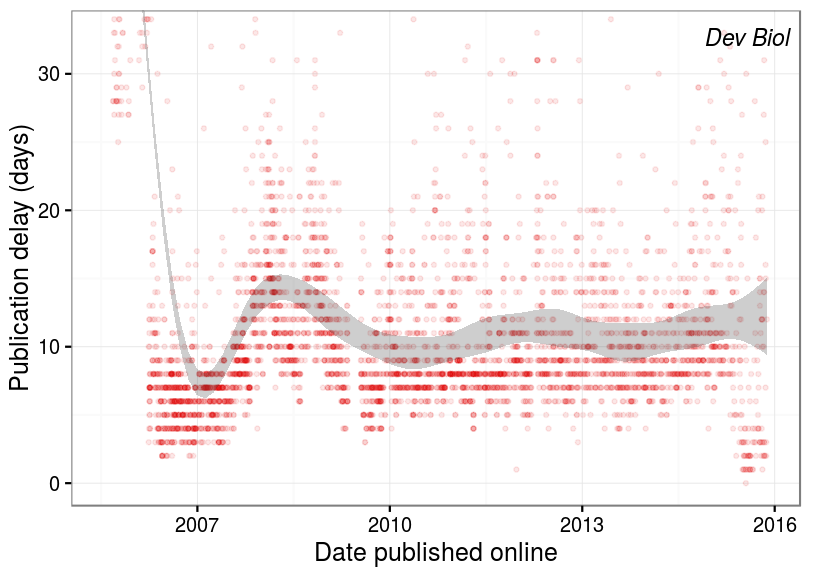 Dev Biol
Publication delay (days)
30
20
10
0
2007 2010 2013 2016
Date published online